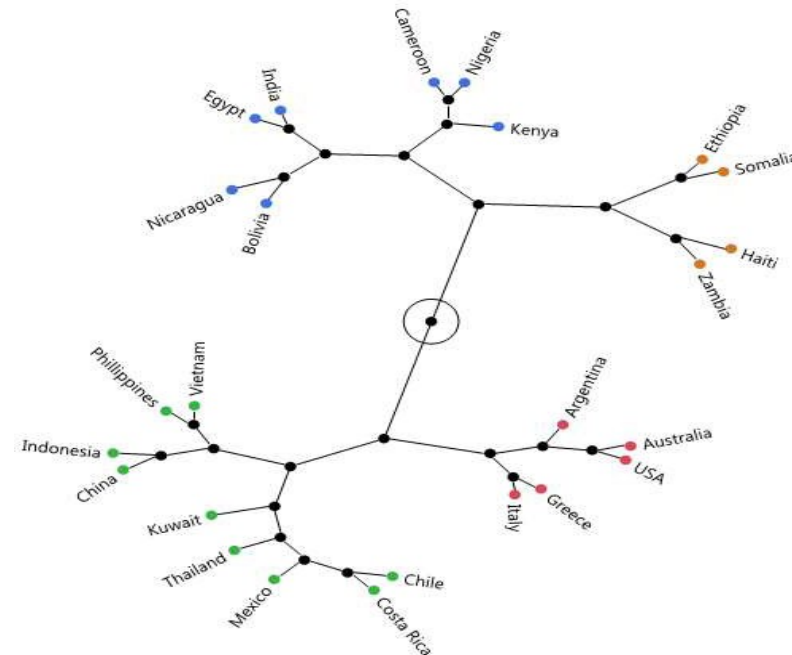 Cameroon
Nigeria
India
Egypt
Kenya
Ethiopia
Somalia
Nicaragua
Bolivia
Haiti
Zambia
Vietnam
Phillippines
Argentina
Indonesia
Australia
China
USA
Kuwait
Italy
Greece
Thailand
Mexico
Chile
Costa Rica